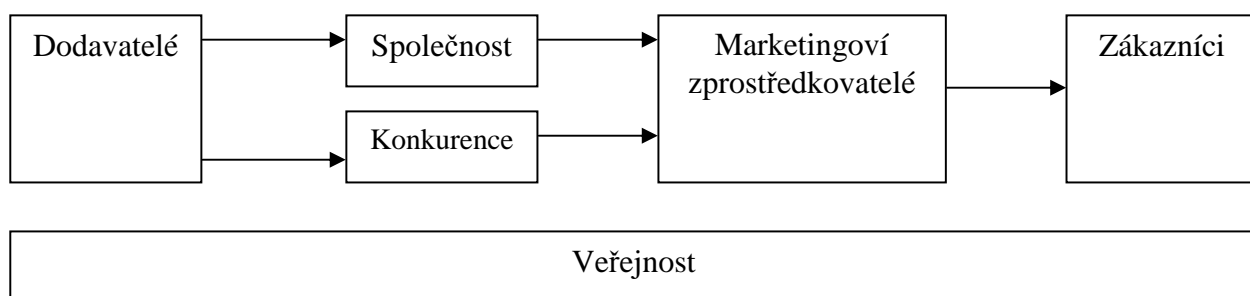 Dodavatelé
Společnost
Konkurence
Marketingoví
zprostředkovatelé
Zákazníci
Veřejnost